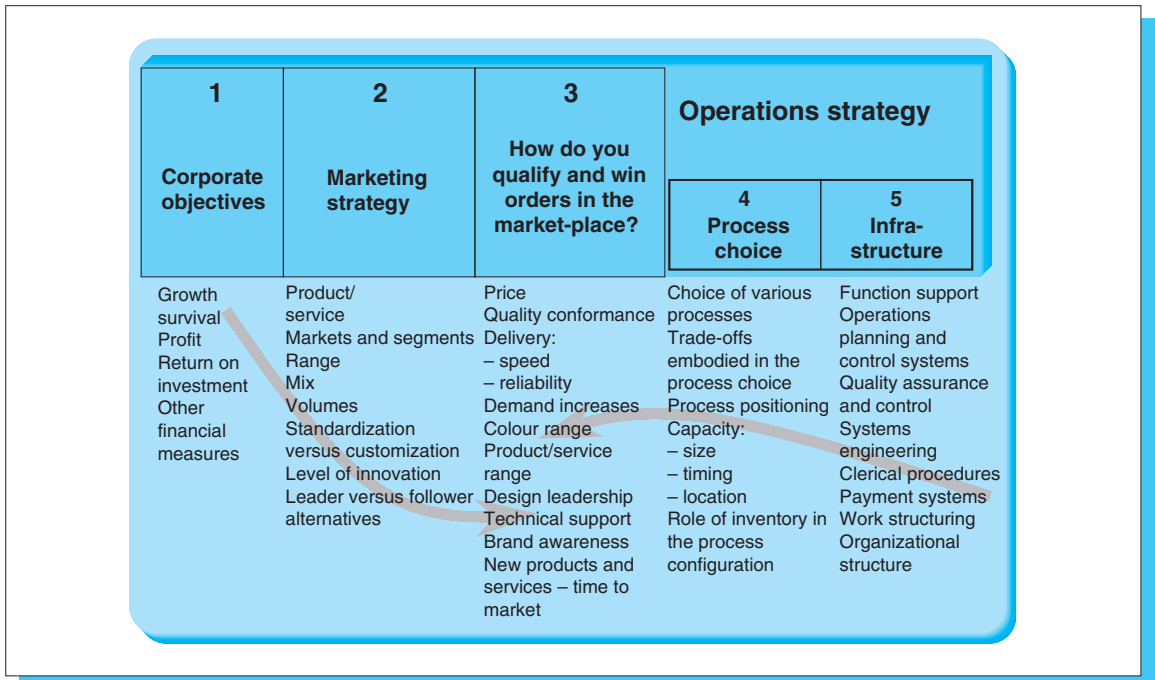 1
Corporate
objectives
2
Marketing
strategy
3
How do you
qualify and win
orders in the
market-place?
Operations strategy
4
Process
choice
5
Infra-
structure
Growth
survival
Profit
Return on
investment
Other
financial
measures
Product/
service
Markets and segments
Range
Mix
Volumes
Standardization
versus customization
Level of innovation
Leader versus follower
alternatives
Price
Quality conformance
Delivery:
– speed
– reliability
Demand increases
Colour range
Product/service
range
Design leadership
Technical support
Brand awareness
New products and
services – time to
market
Choice of various
processes
Trade-offs
embodied in the
process choice
Process positioning
Capacity:
– size
– timing
– location
Role of inventory in
the process
configuration
Function support
Operations
planning and
control systems
Quality assurance
and control
Systems
engineering
Clerical procedures
Payment systems
Work structuring
Organizational
structure